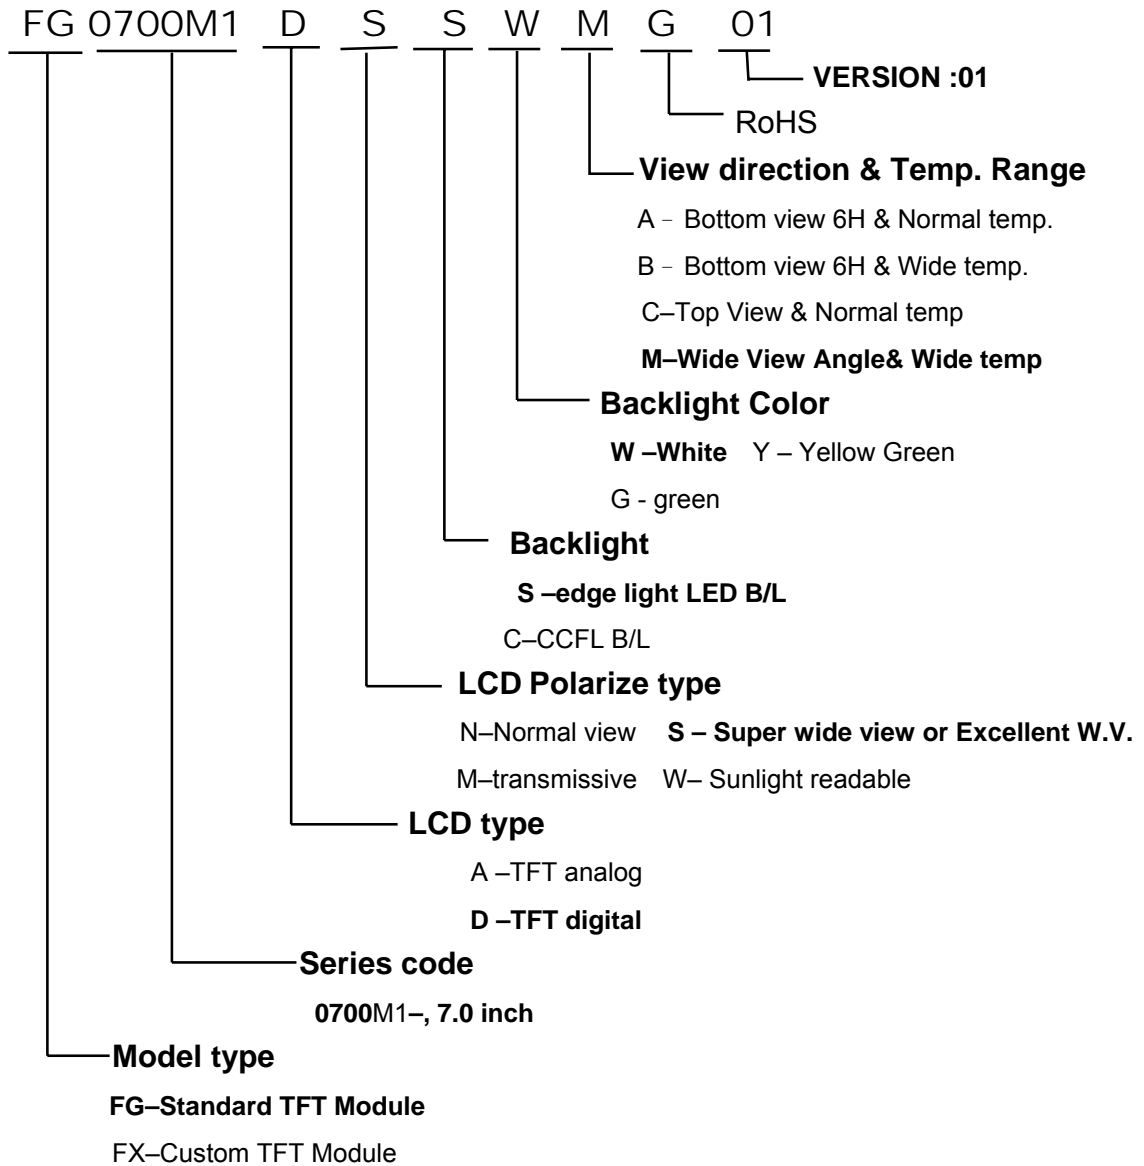 FG 0700M1 D S S W M G 01
VERSION :01
RoHS
View direction & Temp. Range
A – Bottom view 6H & Normal temp.
B – Bottom view 6H & Wide temp.
C–Top View & Normal temp
M–Wide View Angle& Wide temp
Backlight Color
W –White Y – Yellow Green
G - green
Backlight
S –edge light LED B/L
C–CCFL B/L
LCD Polarize type
N–Normal view S – Super wide view or Excellent W.V.
M–transmissive W– Sunlight readable
LCD type
A –TFT analog
D –TFT digital
Series code
0700M1–, 7.0 inch
Model type
FG–Standard TFT Module
FX–Custom TFT Module